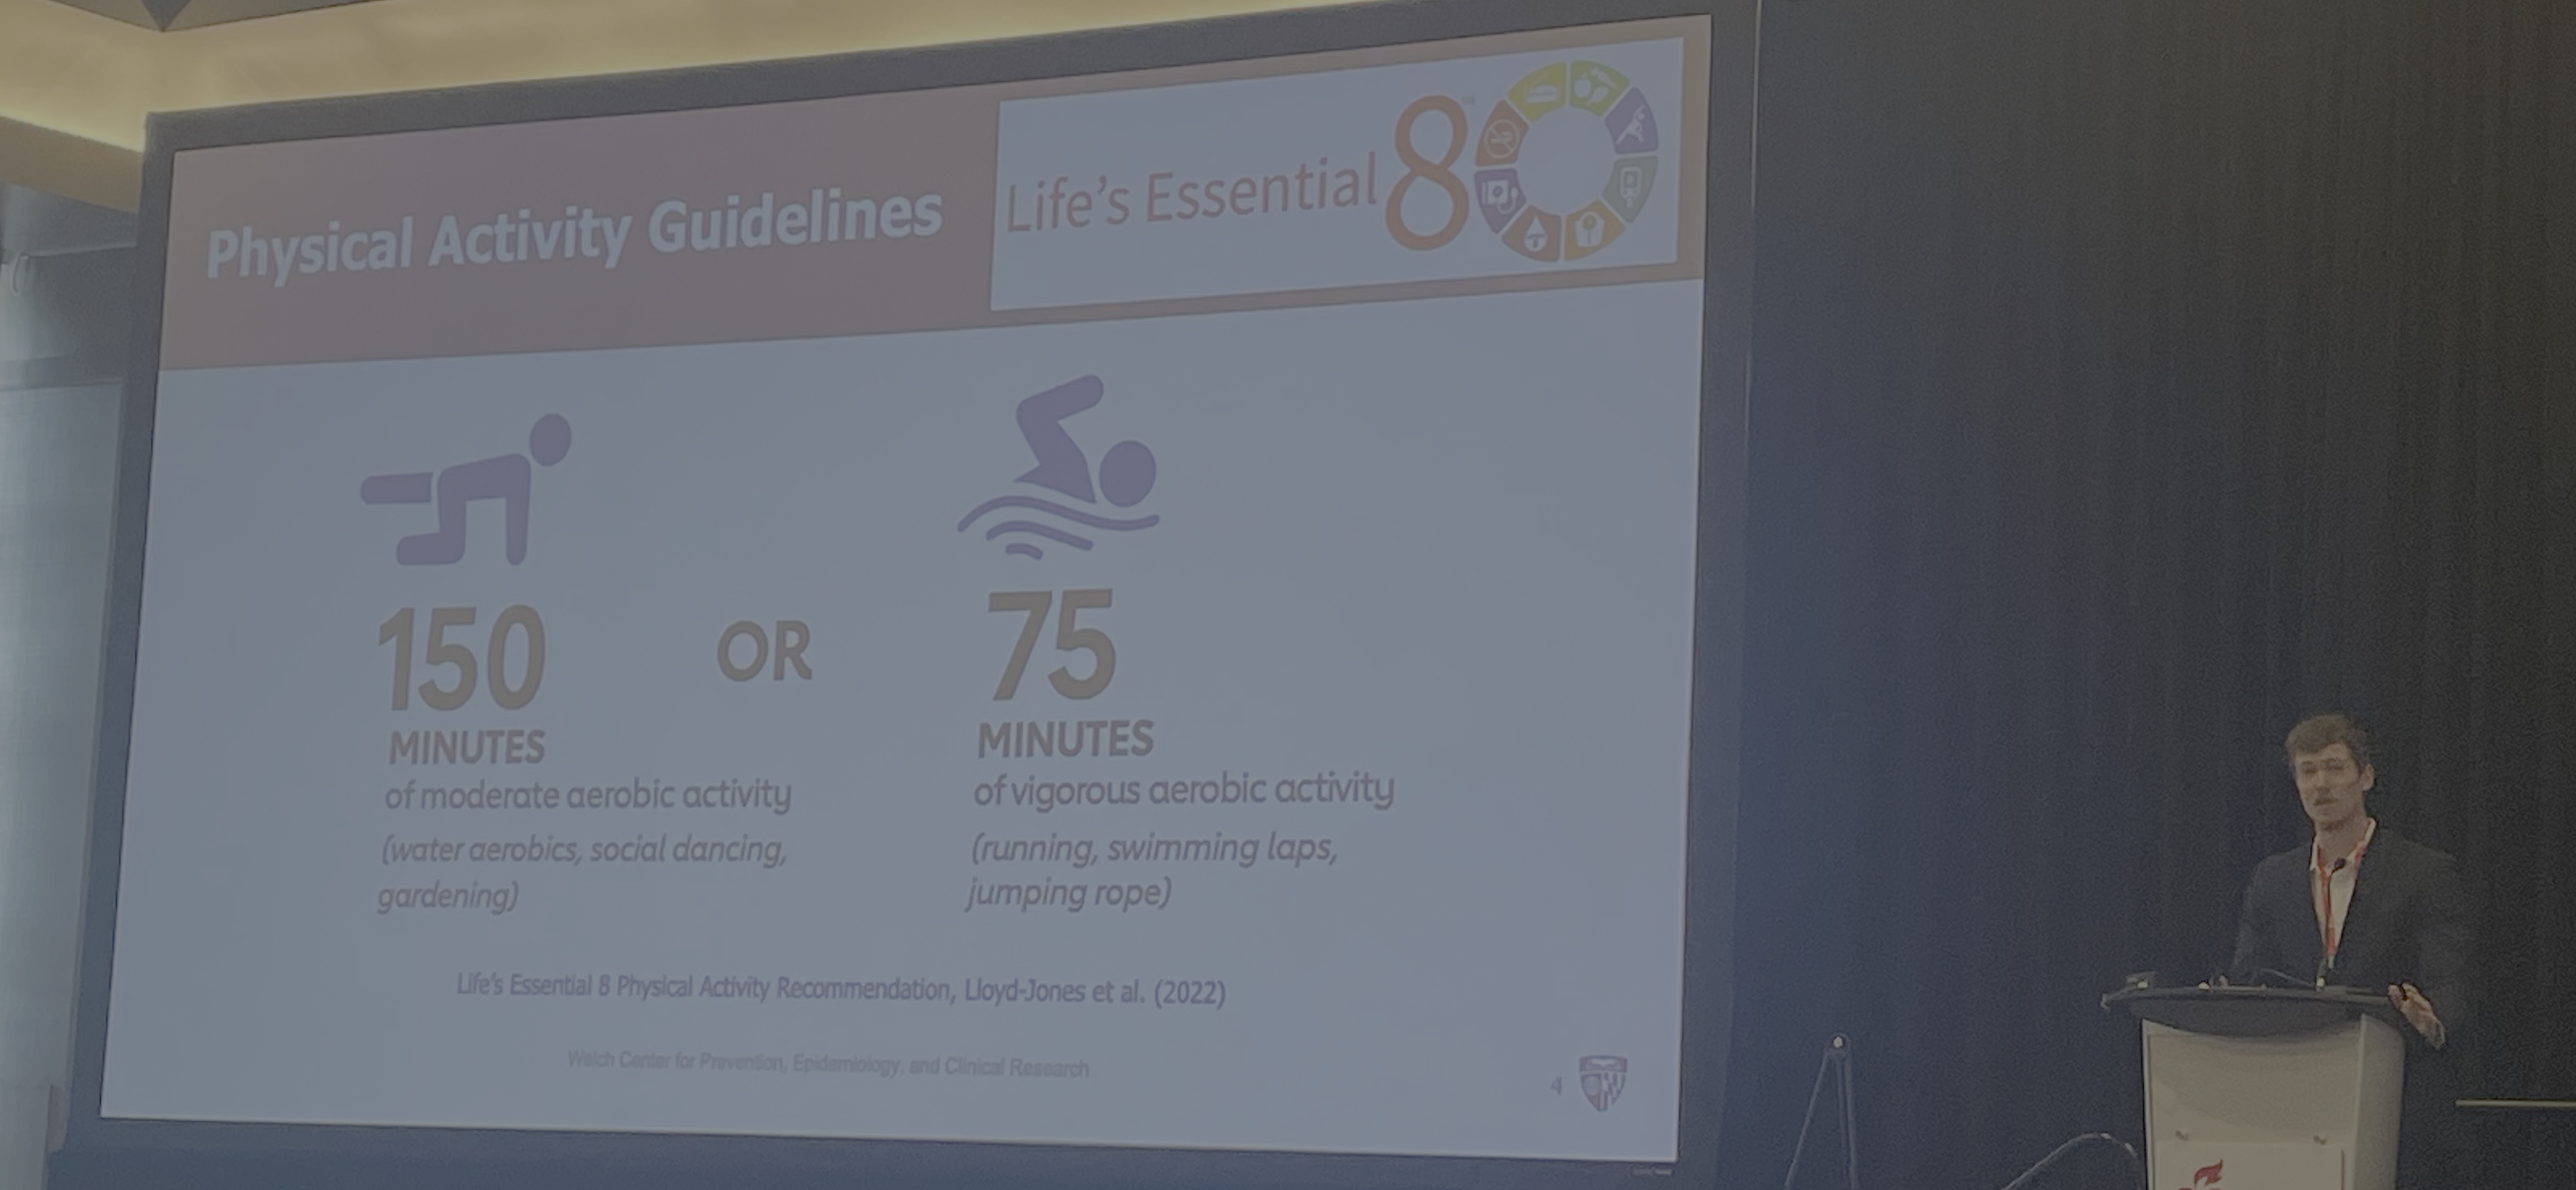 Physical Activity Guidelines
Life's Essential 8
150
MINUTES
of moderate aerobic activity
(water aerobics, social dancing,
gardening)
OR
75
MINUTES
of vigorous aerobic activity
(running, swimming laps,
jumping rope)
Life's Essential 8 Physical Activity Recommendation, Lloyd-Jones et al. (2022)
Welch Center for Prevention, Epidemiology, and Clinical Research
4